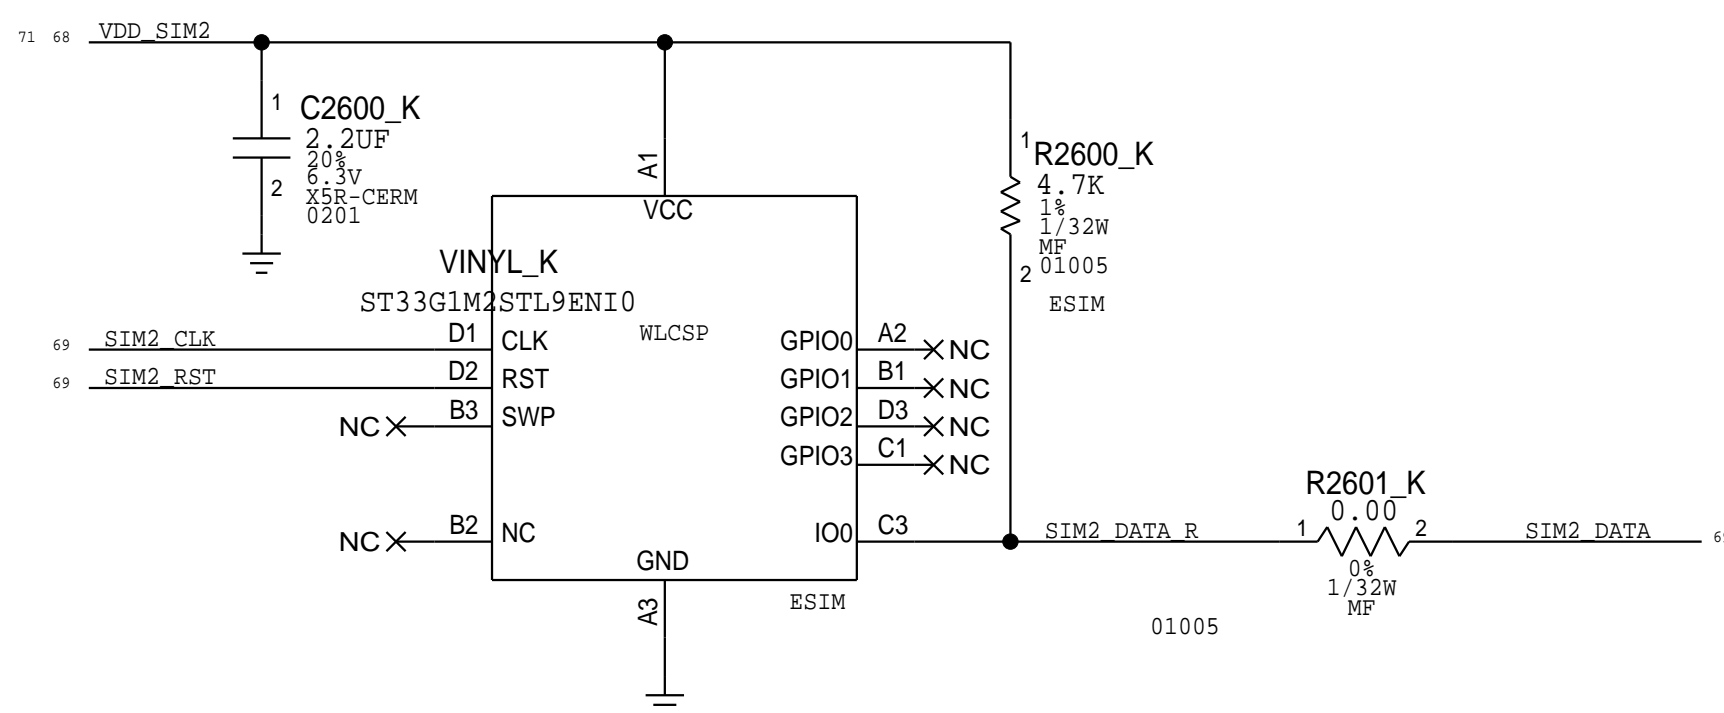 71 68 VDD_SIM2
1
C2600_K
2.2UF
20%
6.3V
X5R-CERM
0201
2
A1
1
R2600_K
4.7K
1%
1/32W
MF
01005
2
ESIM
VCC
VINYL_K
ST33G1M2STL9ENI0
WLCSP
69 SIM2_CLK D1 CLK
69 SIM2_RST D2 RST
NC B3 SWP
NC B2 NC
GPIO0 A2 NC
GPIO1 B1 NC
GPIO2 D3 NC
GPIO3 C1 NC
IO0 C3
SIM2_DATA_R
GND
A3
ESIM
R2601_K
0.00
1
2
0%
1/32W
MF
01005
SIM2_DATA